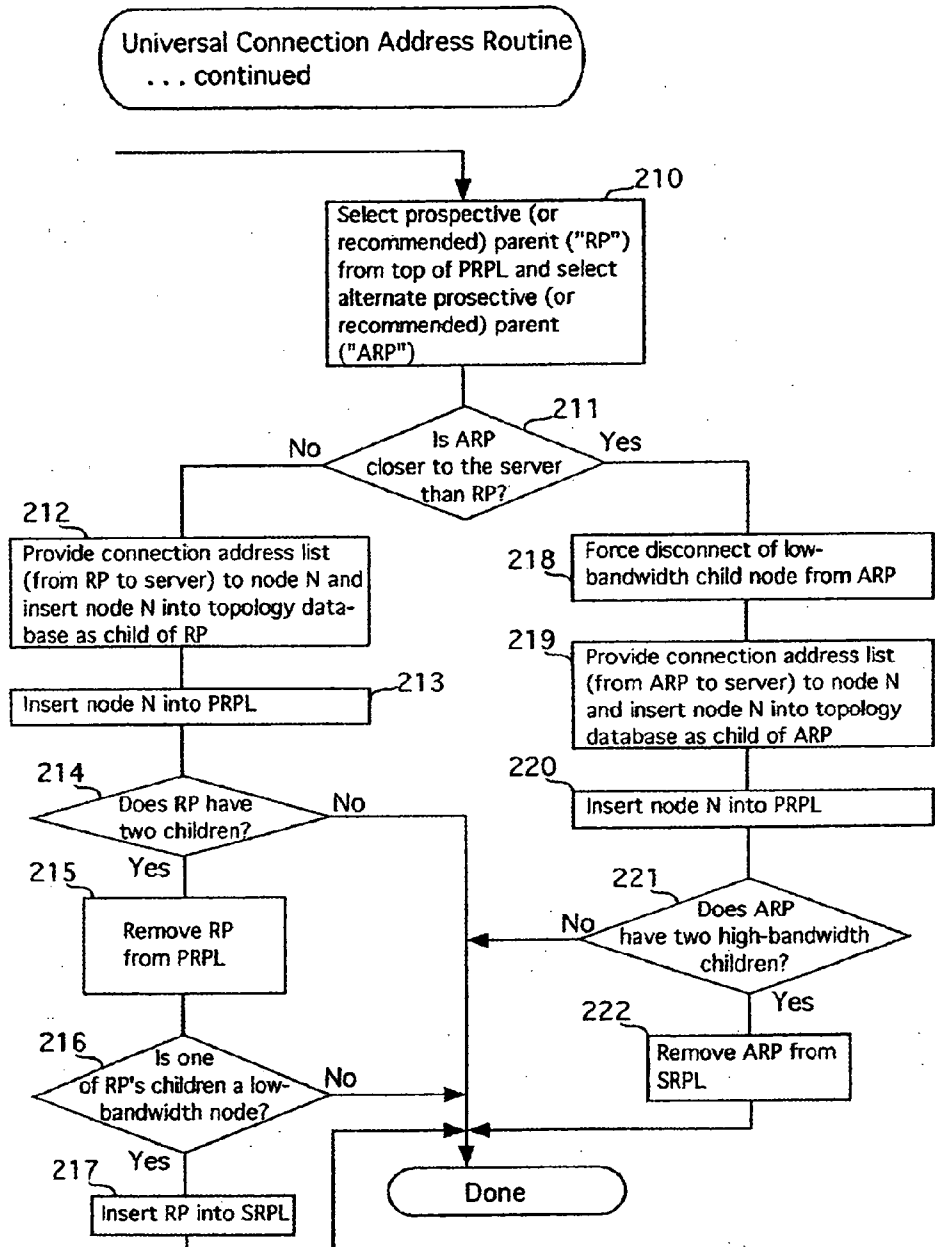 Universal Connection Address Routine
. . . continued
210
Select prospective (or
recommended) parent ("RP")
from top of PRPL and select
alternate prosective (or
recommended) parent
("ARP")
211
No
Is ARP
closer to the server
than RP?
Yes
212
Provide connection address list
(from RP to server) to node N and
insert node N into topology data-
base as child of RP
218
Force disconnect of low-
bandwidth child node from ARP
219
Provide connection address list
(from ARP to server) to node N
and insert node N into topology
database as child of ARP
213
Insert node N into PRPL
220
Insert node N into PRPL
214
Does RP have
two children?
No
Yes
221
No
Does ARP
have two high-bandwidth
children?
Yes
215
Remove RP
from PRPL
222
Remove ARP from
SRPL
216
Is one
of RP's children a low-
bandwidth node?
No
Yes
217
Insert RP into SRPL
Done